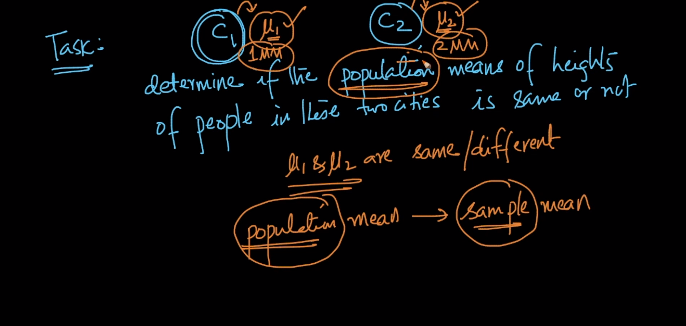 C1 μ1 C2 μ2
Task: 1MM 2MM
determine if the population means of heights
of people in these two cities is same or not
μ1 & μ2 are same/different
population mean → sample mean